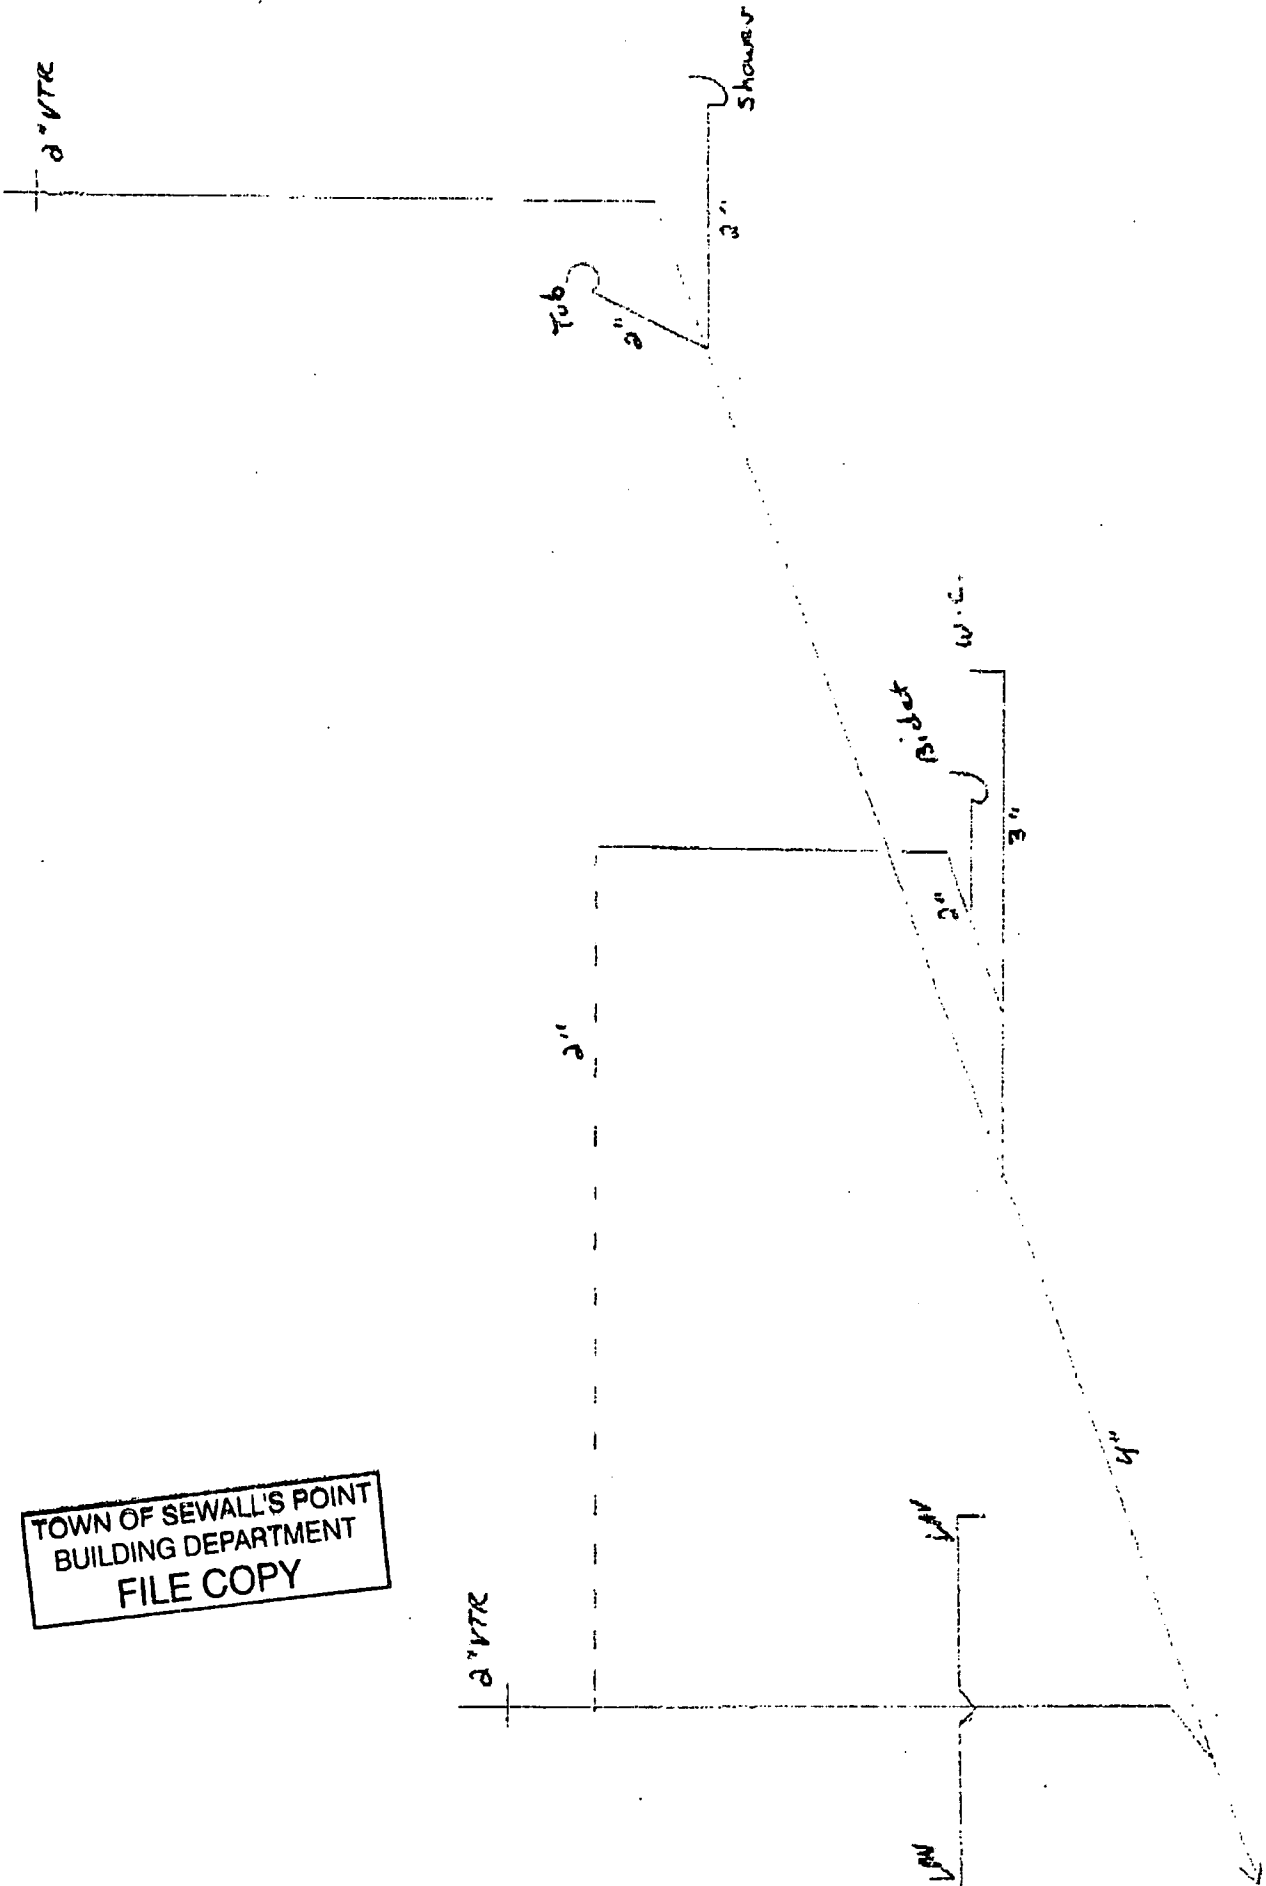 2" VTR
Shower
2"
Tub
2"
W.C.
Bidet
3"
2"
2"
4"
LAV
TOWN OF SEWALL'S POINT
BUILDING DEPARTMENT
FILE COPY
2" VTR
LAV